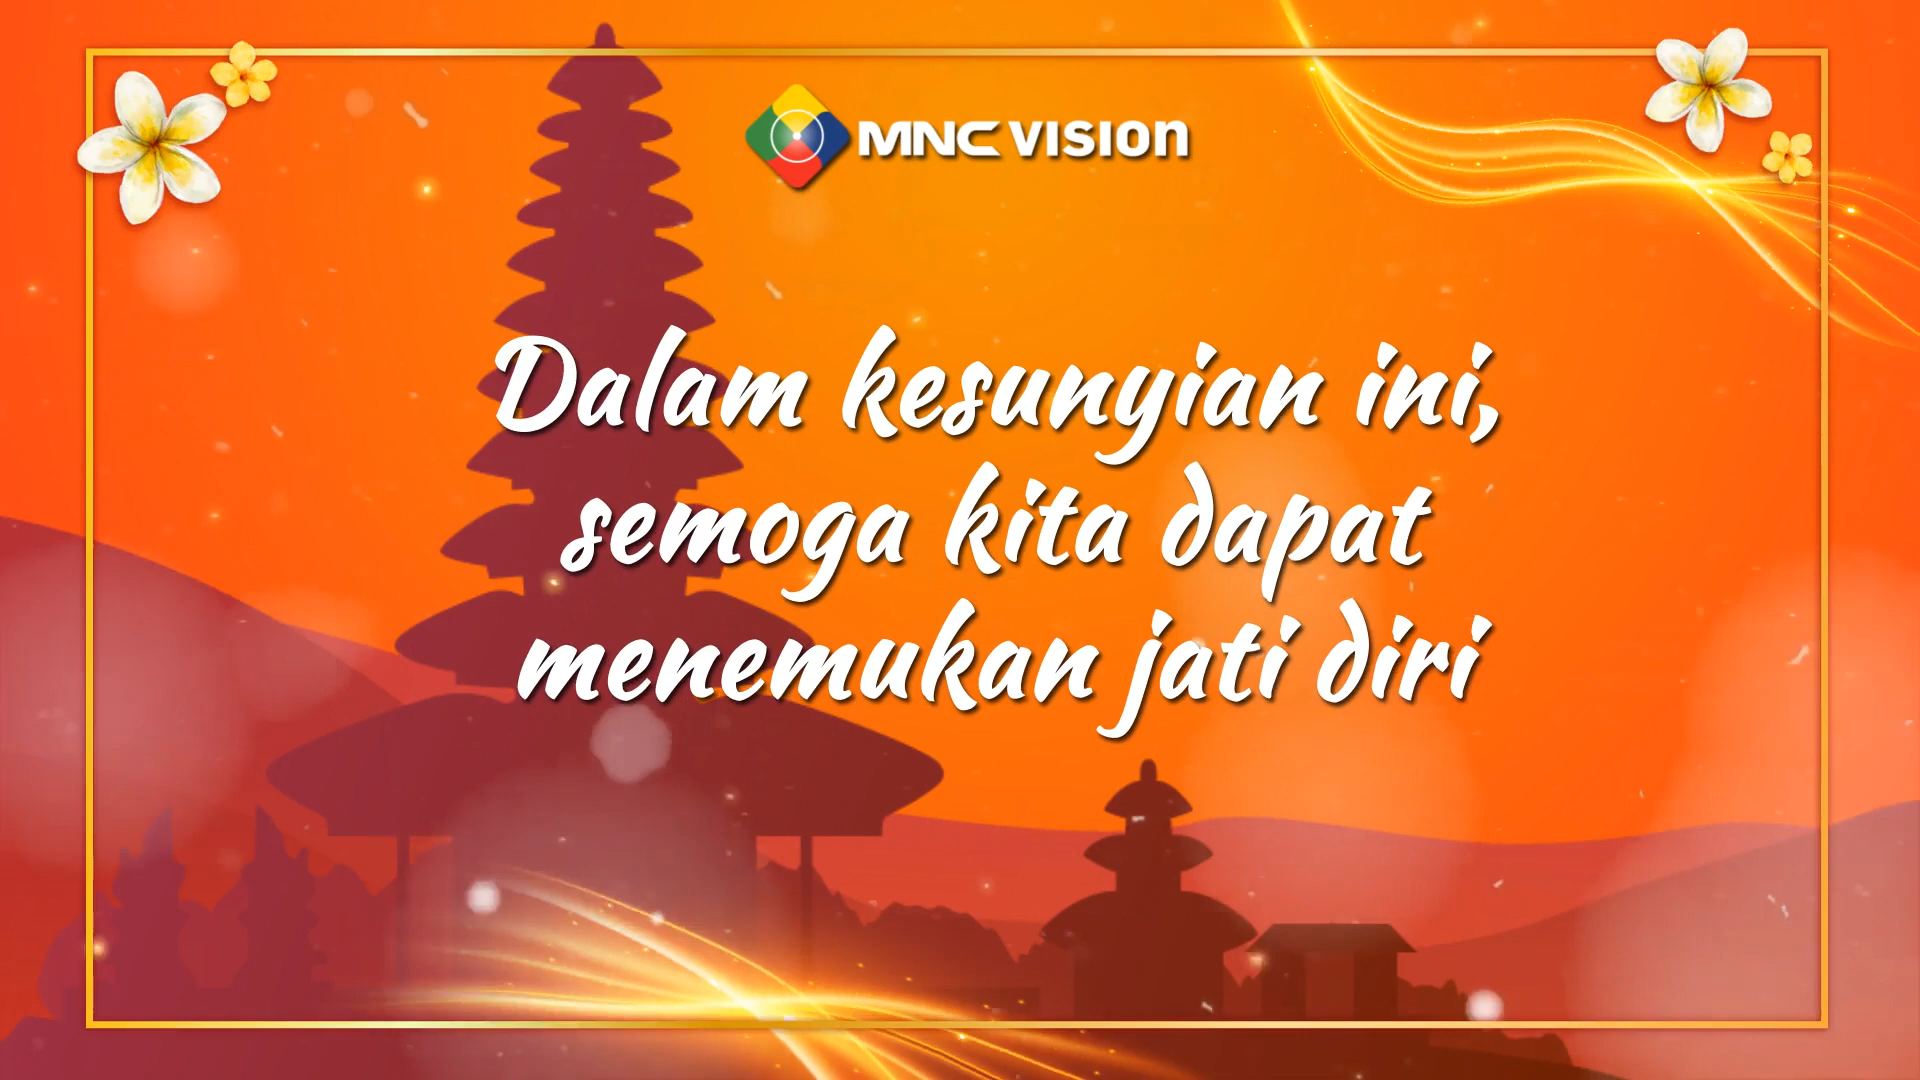 MNC vision
Dalam kesunyian ini,
semoga kita dapat
menemukan jati diri